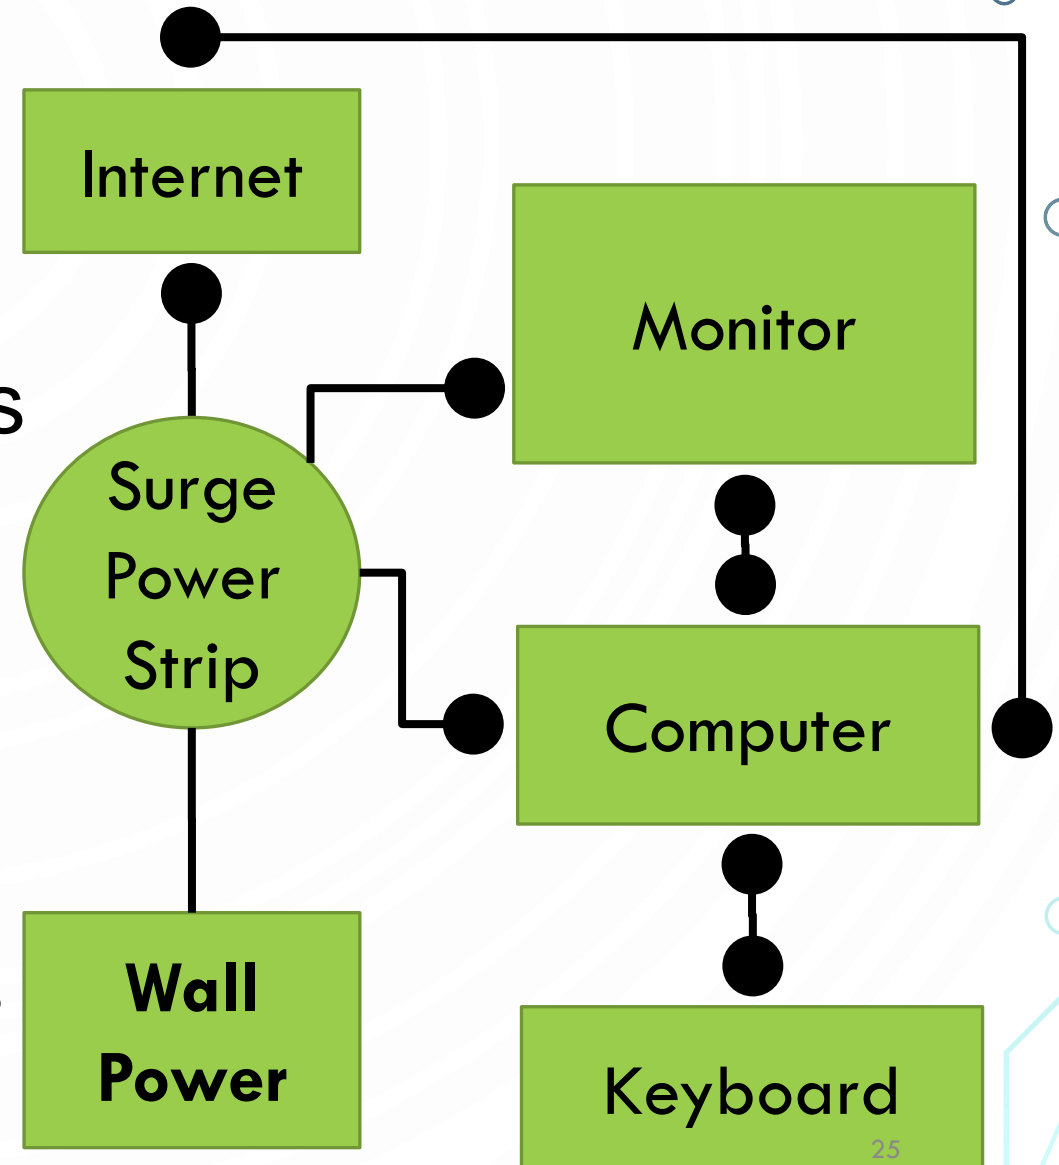 Internet
Monitor
s
Surge
Power
Strip
Computer
Wall
Power
Keyboard
25